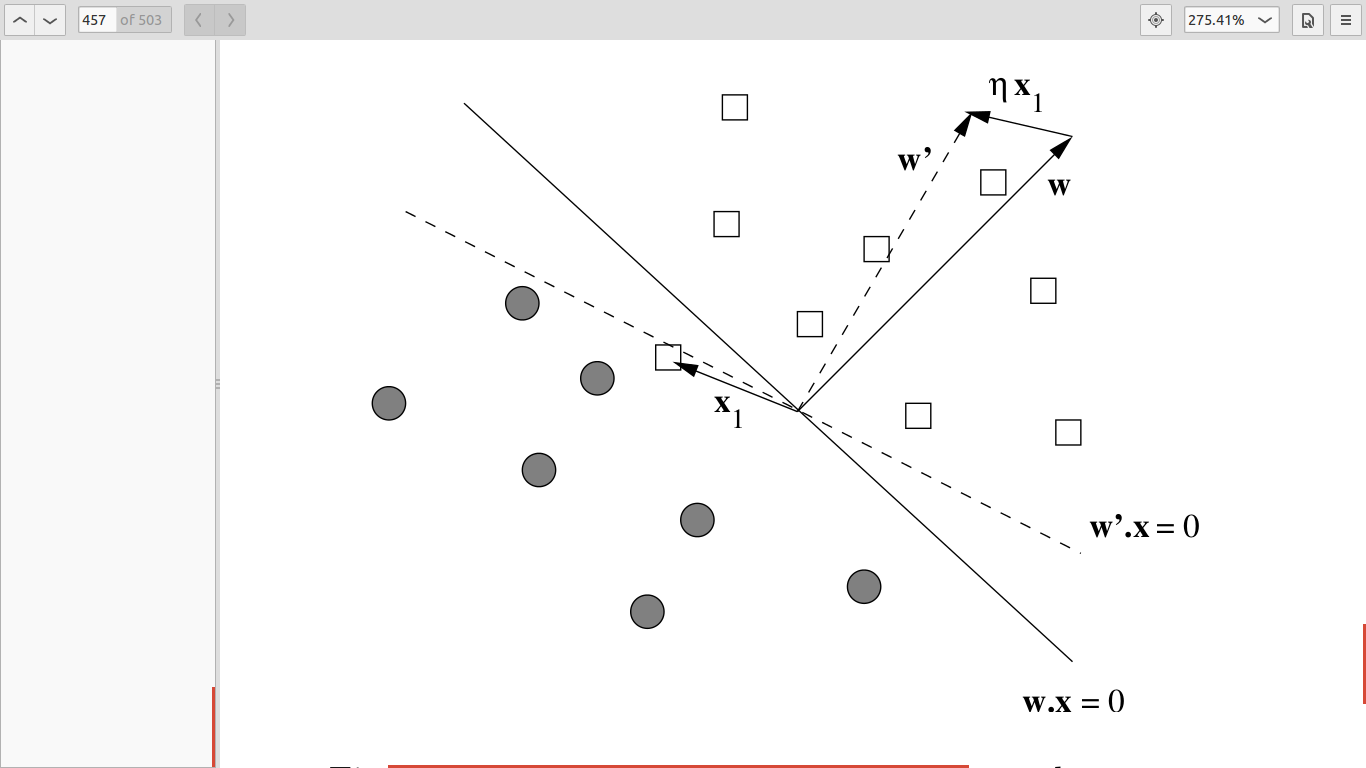 457 of 503
275.41%
η x1
w’
w
x1
w’.x = 0
w.x = 0